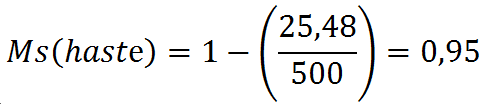 Ms(haste) = 1 − (25,48/500) = 0,95